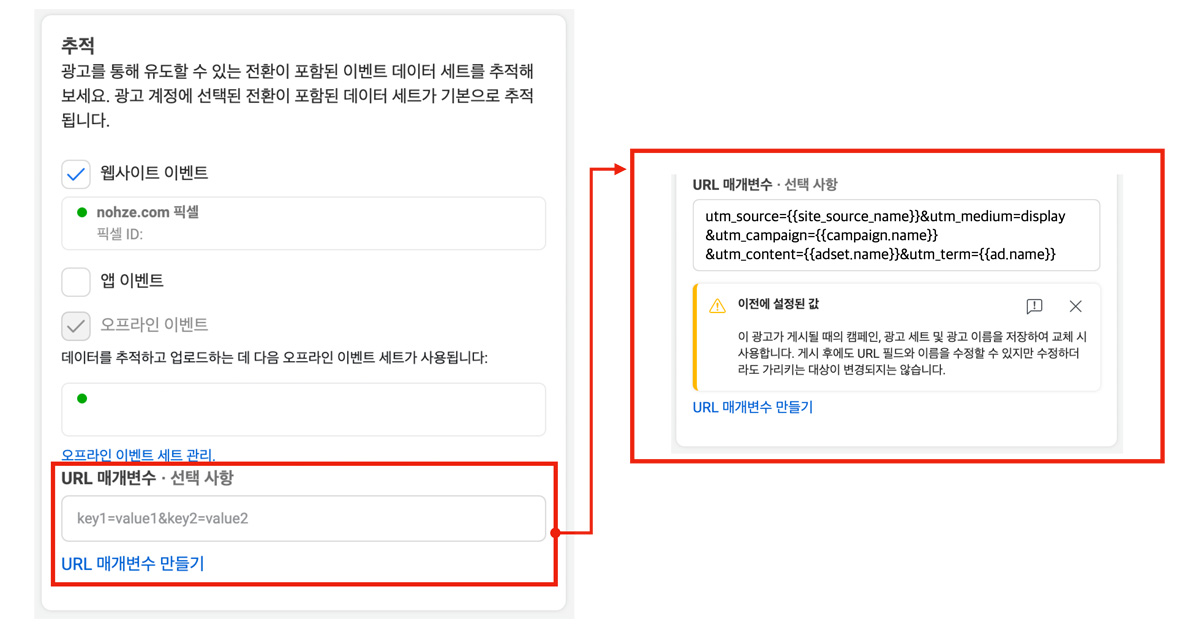 추적
광고를 통해 유도할 수 있는 전환이 포함된 이벤트 데이터 세트를 추적해
보세요. 광고 계정에 선택된 전환이 포함된 데이터 세트가 기본으로 추적
됩니다.
웹사이트 이벤트
nohze.com 픽셀
픽셀 ID:
앱 이벤트
오프라인 이벤트
데이터를 추적하고 업로드하는 데 다음 오프라인 이벤트 세트가 사용됩니다:
오프라인 이벤트 세트 관리.
URL 매개변수 · 선택 사항
key1=value1&key2=value2
URL 매개변수 만들기
URL 매개변수 · 선택 사항
utm_source={{site_source_name}}&utm_medium=display
&utm_campaign={{campaign.name}}
&utm_content={{adset.name}}&utm_term={{ad.name}}
이전에 설정된 값
이 광고가 게시될 때의 캠페인, 광고 세트 및 광고 이름을 저장하여 교체 시
사용합니다. 게시 후에도 URL 필드와 이름을 수정할 수 있지만 수정하더
라도 가리키는 대상이 변경되지는 않습니다.
URL 매개변수 만들기